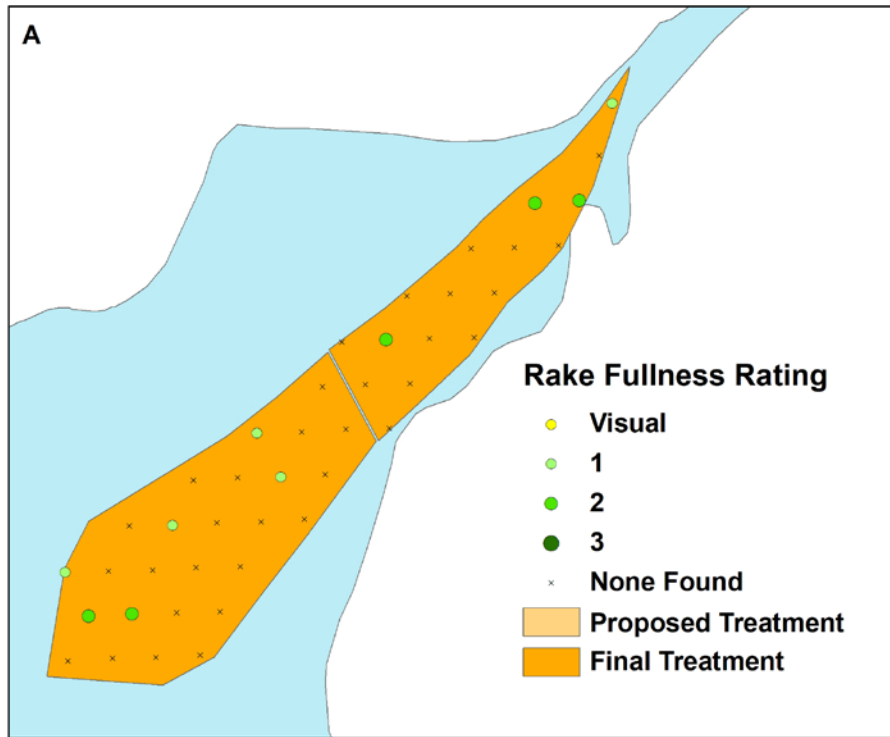 A
Rake Fullness Rating
Visual
1
2
3
None Found
Proposed Treatment
Final Treatment